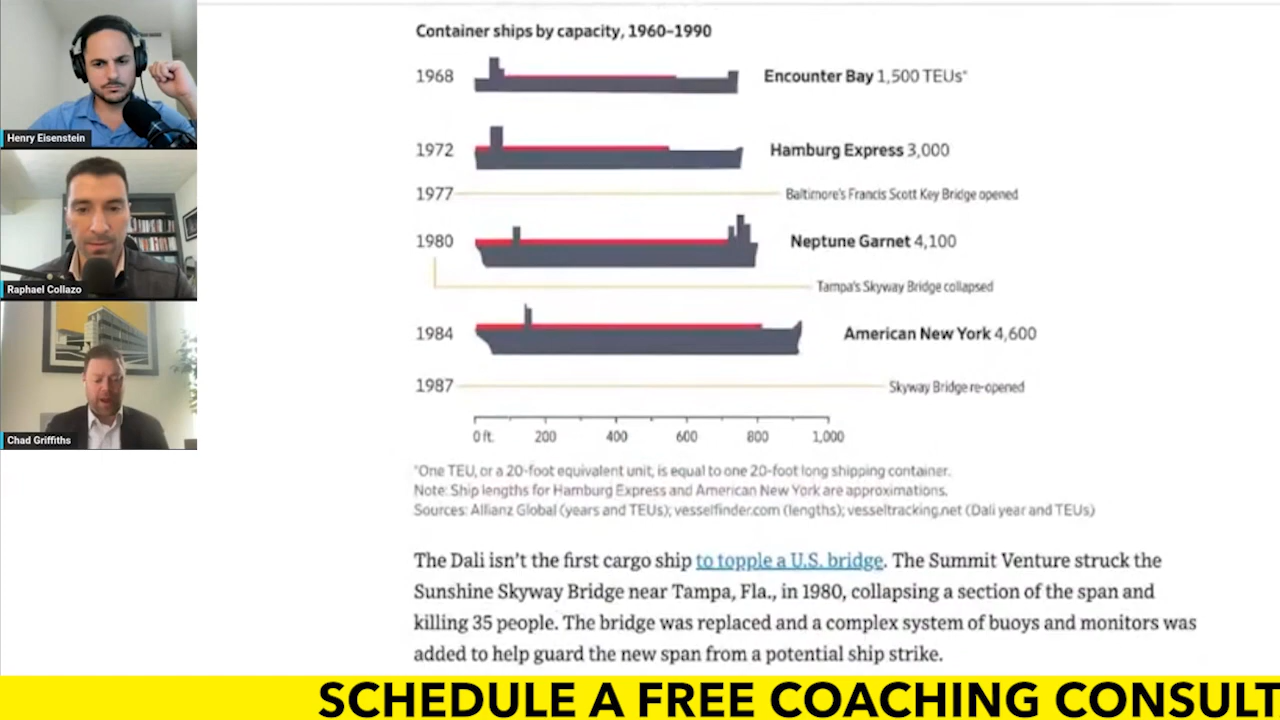 Henry Eisenstein
Raphael Collazo
Chad Griffiths
Container ships by capacity, 1960–1990
1968 Encounter Bay 1,500 TEUs*
1972 Hamburg Express 3,000
1977 Baltimore's Francis Scott Key Bridge opened
1980 Neptune Garnet 4,100
Tampa's Skyway Bridge collapsed
1984 American New York 4,600
1987 Skyway Bridge re-opened
0 ft. 200 400 600 800 1,000
*One TEU, or a 20-foot equivalent unit, is equal to one 20-foot long shipping container.
Note: Ship lengths for Hamburg Express and American New York are approximations.
Sources: Allianz Global (years and TEUs); vesselfinder.com (lengths); vesseltracking.net (Dali year and TEUs)
The Dali isn't the first cargo ship to topple a U.S. bridge. The Summit Venture struck the
Sunshine Skyway Bridge near Tampa, Fla., in 1980, collapsing a section of the span and
killing 35 people. The bridge was replaced and a complex system of buoys and monitors was
added to help guard the new span from a potential ship strike.
SCHEDULE A FREE COACHING CONSULT